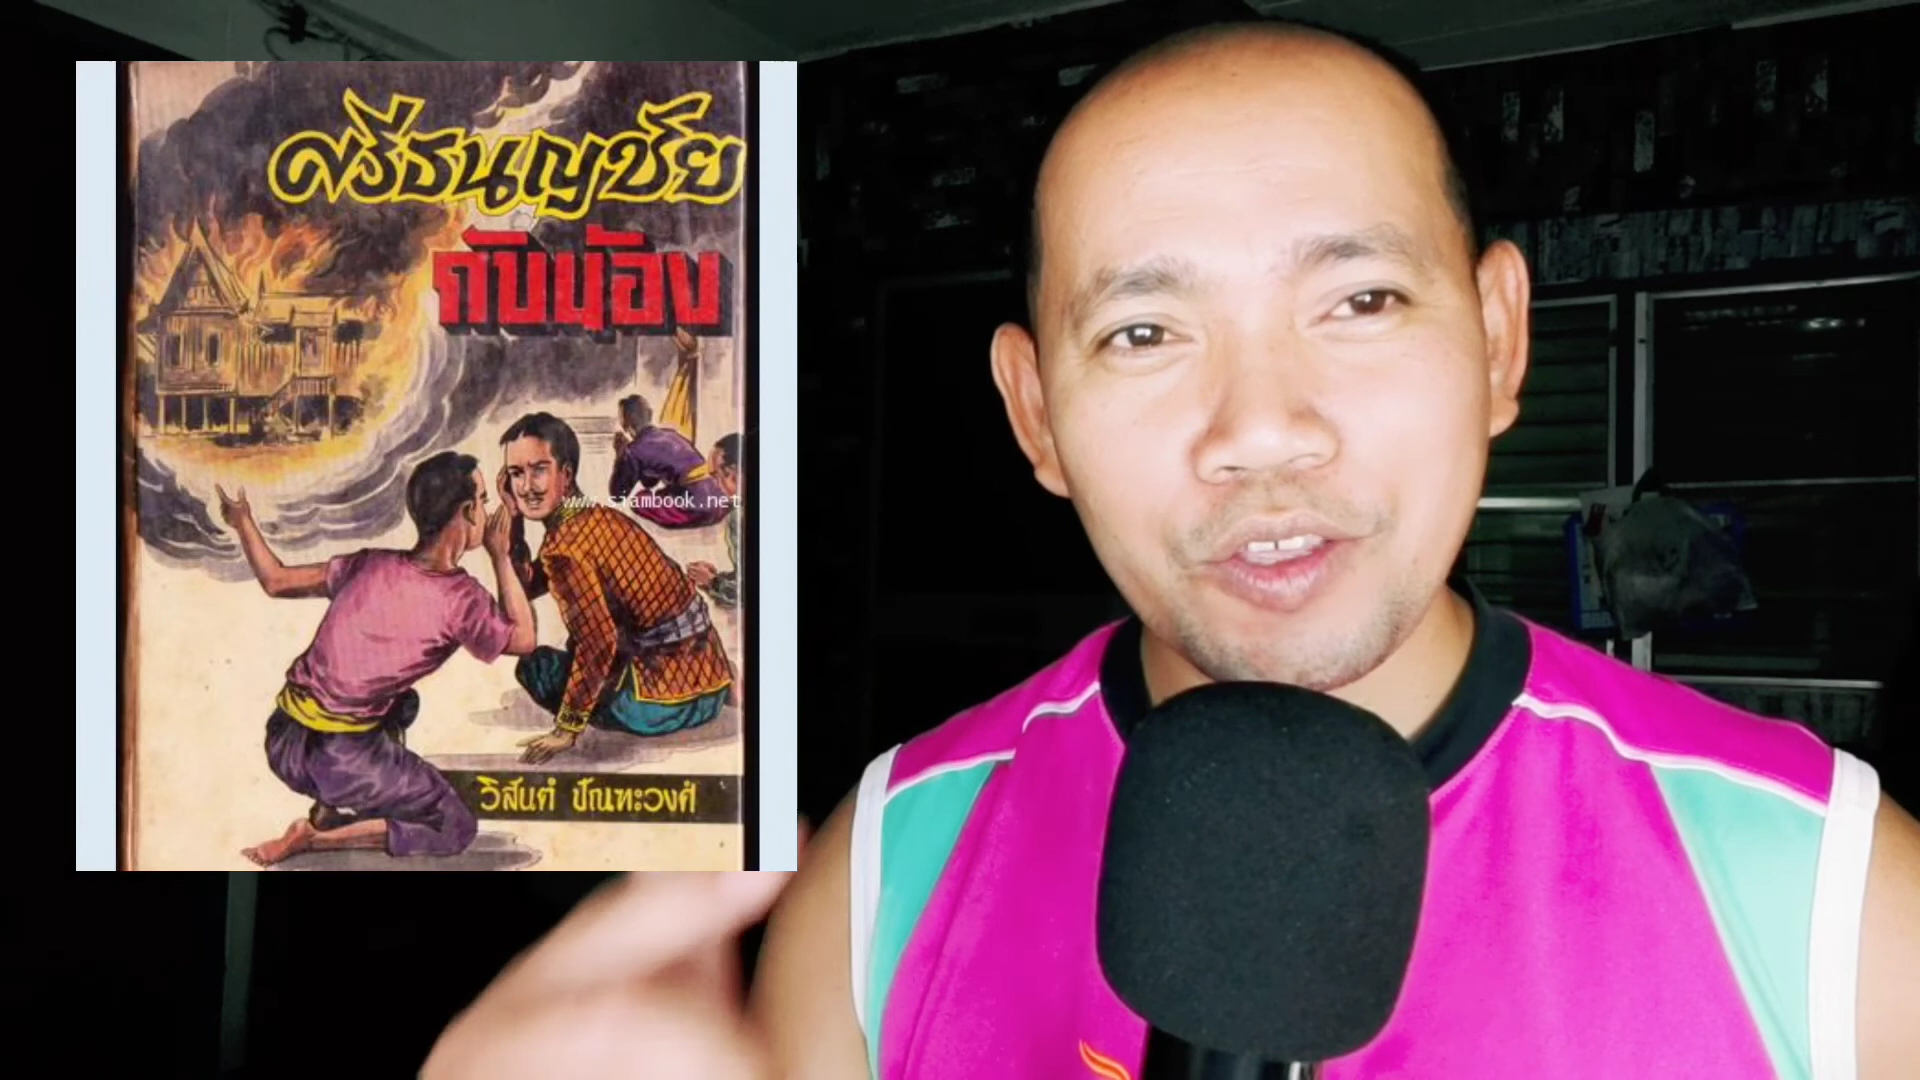 ศรีธนญชัย
กับน้อง
www.siambook.net
วิสันต์ บัณฑะวงศ์